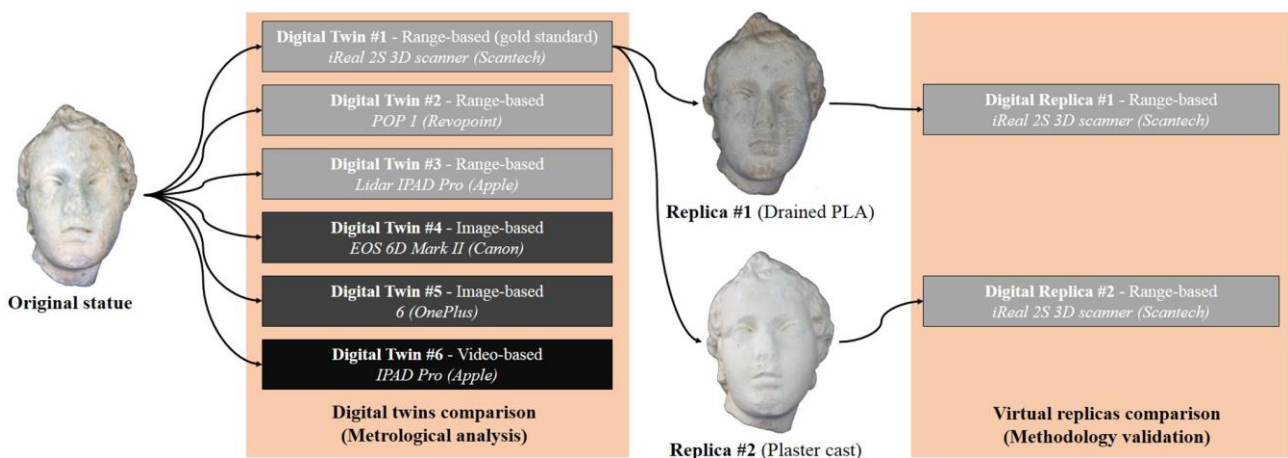 Original statue
Digital Twin #1 - Range-based (gold standard)
iReal 2S 3D scanner (Scantech)
Digital Twin #2 - Range-based
POP 1 (Revopoint)
Digital Twin #3 - Range-based
Lidar IPAD Pro (Apple)
Digital Twin #4 - Image-based
EOS 6D Mark II (Canon)
Digital Twin #5 - Image-based
6 (OnePlus)
Digital Twin #6 - Video-based
IPAD Pro (Apple)
Digital twins comparison
(Metrological analysis)
Replica #1 (Drained PLA)
Replica #2 (Plaster cast)
Digital Replica #1 - Range-based
iReal 2S 3D scanner (Scantech)
Digital Replica #2 - Range-based
iReal 2S 3D scanner (Scantech)
Virtual replicas comparison
(Methodology validation)